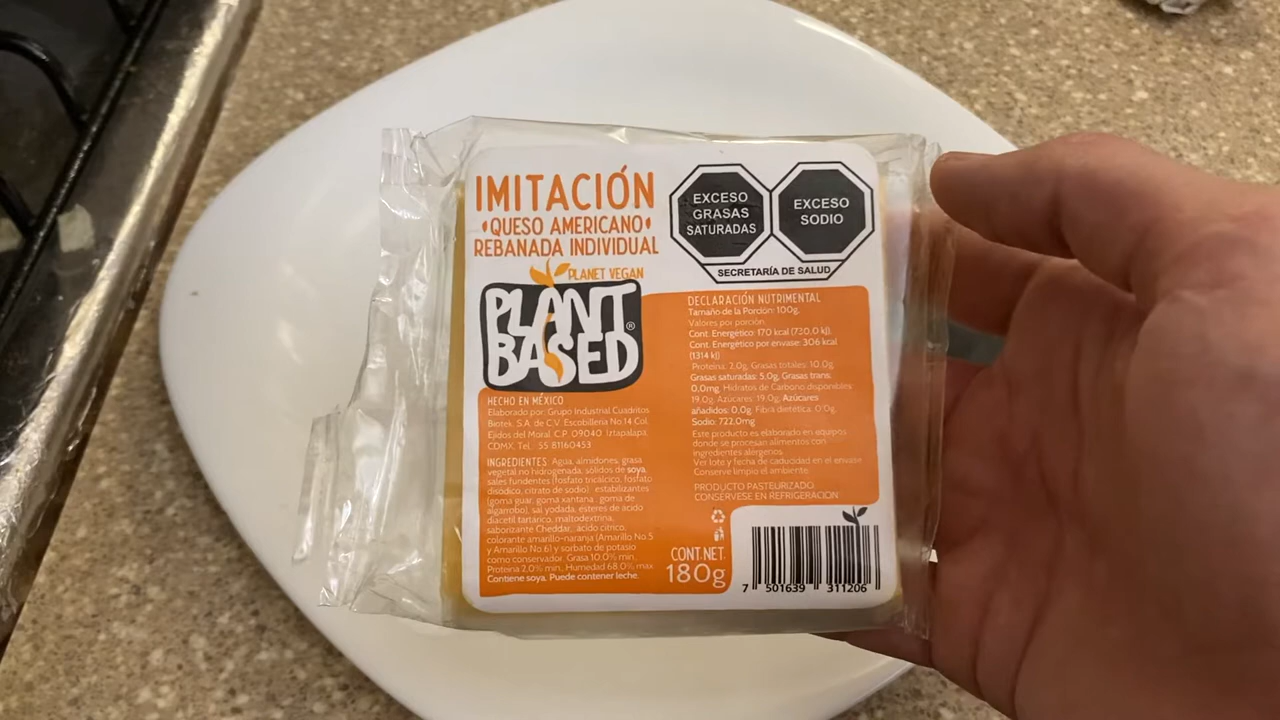 IMITACIÓN
QUESO AMERICANO
REBANADA INDIVIDUAL
PLANET VEGAN
PLANT
BASED®
EXCESO
GRASAS
SATURADAS
EXCESO
SODIO
SECRETARÍA DE SALUD
HECHO EN MÉXICO
Elaborado por: Grupo Industrial Cuadritos
Biotek, S.A. de C.V. Escobillería No.14 Col.
Ejidos del Moral. C.P. 09040. Iztapalapa,
CDMX. Tel. 55 81160453
INGREDIENTES: Agua, almidones, grasa
vegetal no hidrogenada, sólidos de soya,
sales fundentes (fosfato tricálcico, fosfato
disódico, citrato de sodio) estabilizantes
(goma guar, goma xantana, goma de
algarrobo), sal yodada, ésteres de ácido
diacetil tartárico, maltodextrina,
saborizante Cheddar, ácido cítrico,
colorante amarillo-naranja (Amarillo No.5
y Amarillo No.6) y sorbato de potasio
como conservador. Grasa 10.0% min.,
Proteína 2.0% min., Humedad 68.0% max.
Contiene soya. Puede contener leche.
DECLARACIÓN NUTRIMENTAL
Tamaño de la Porción: 100g.
Valores por porción
Cont. Energético: 170 kcal (730.0 kJ),
Cont. Energético por envase: 306 kcal
(1314 kJ)
Proteína: 2.0g, Grasas totales: 10.0g
Grasas saturadas: 5.0g, Grasas trans:
0.0mg, Hidratos de Carbono disponibles
19.0g, Azúcares: 19.0g, Azúcares
añadidos: 0.0g, Fibra dietética: 0.0g,
Sodio: 722.0mg
Este producto es elaborado en equipos
donde se procesan alimentos con
ingredientes alérgenos.
Ver lote y fecha de caducidad en el envase
Conserve limpio el ambiente.
PRODUCTO PASTEURIZADO.
CONSÉRVESE EN REFRIGERACIÓN
CONT. NET.
180g
7 501639 311206